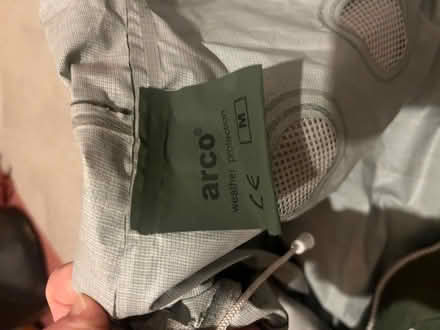 arco®
weather protection
M
CE